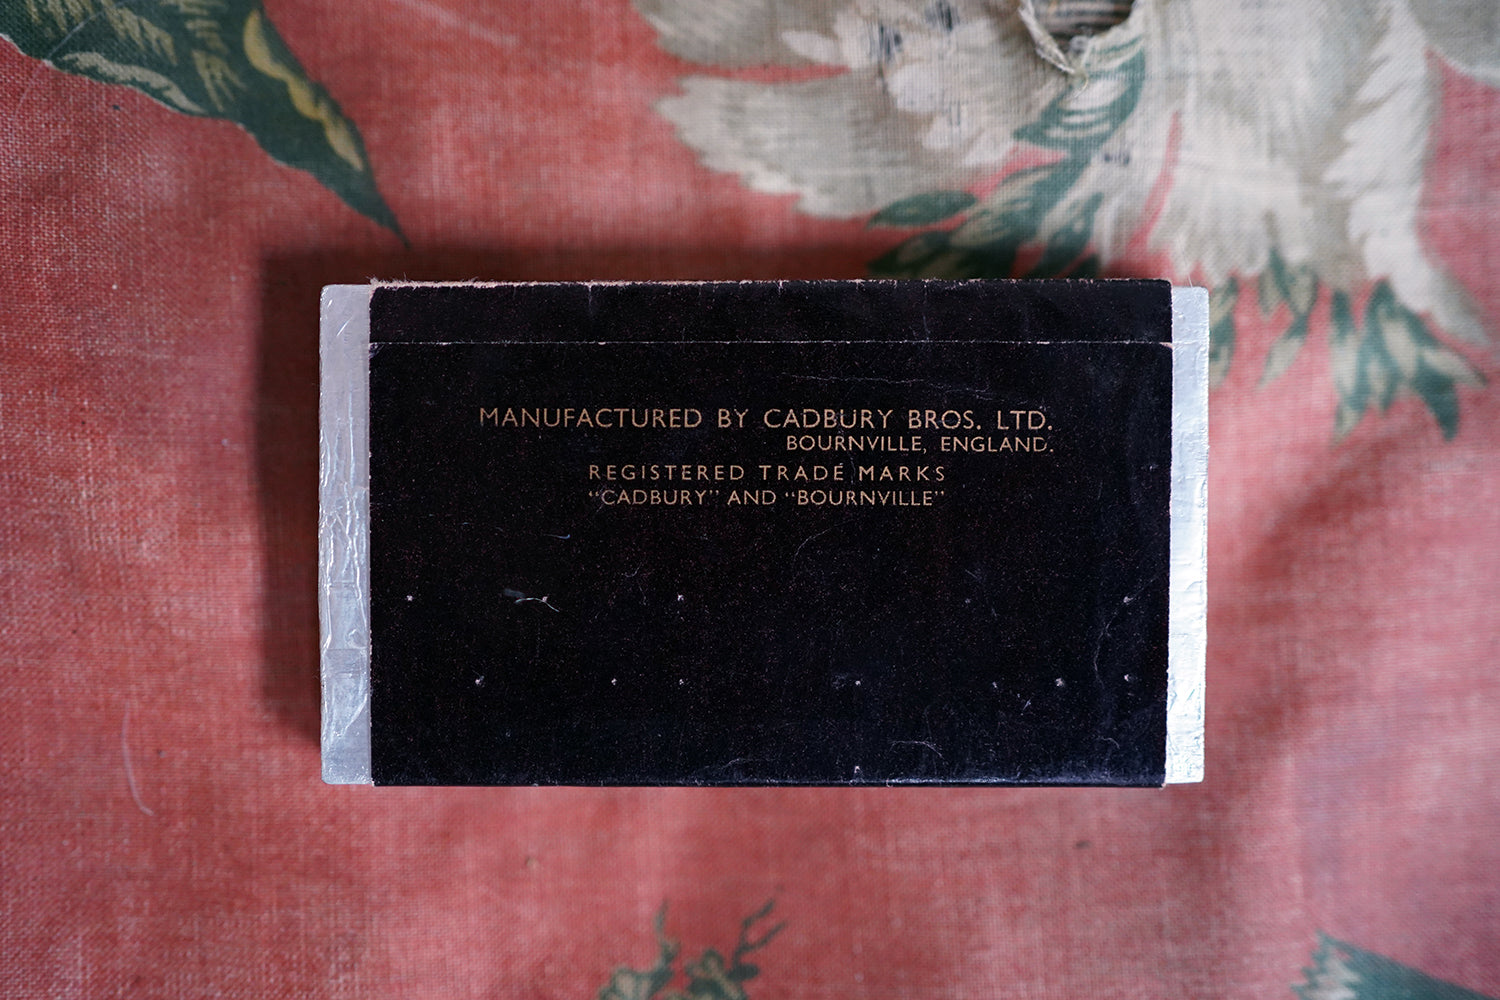 MANUFACTURED BY CADBURY BROS. LTD.
BOURNVILLE, ENGLAND.
REGISTERED TRADE MARKS
“CADBURY” AND “BOURNVILLE”